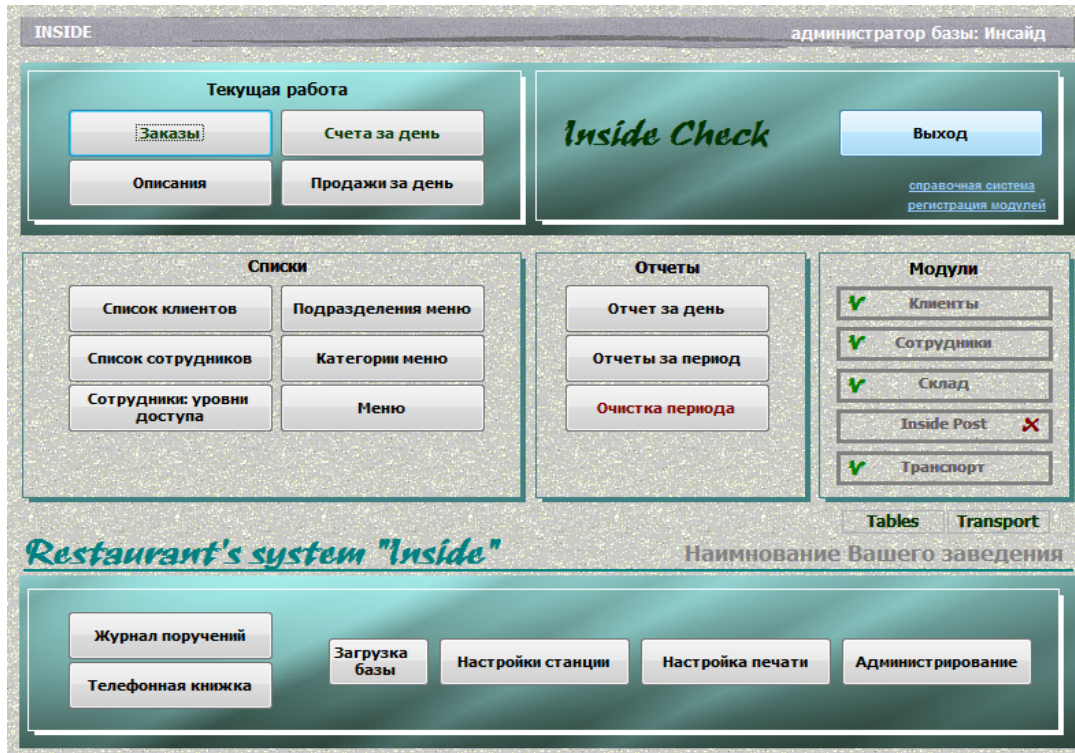 INSIDE
администратор базы: Инсайд
Текущая работа
Заказы
Счета за день
Описания
Продажи за день
Inside Check
Выход
справочная система
регистрация модулей
Списки
Список клиентов
Подразделения меню
Список сотрудников
Категории меню
Сотрудники: уровни
доступа
Меню
Отчеты
Отчет за день
Отчеты за период
Очистка периода
Модули
Клиенты
Сотрудники
Склад
Inside Post
Транспорт
Tables
Transport
Restaurant's system "Inside"
Наимнование Вашего заведения
Журнал поручений
Телефонная книжка
Загрузка
базы
Настройки станции
Настройка печати
Администрирование